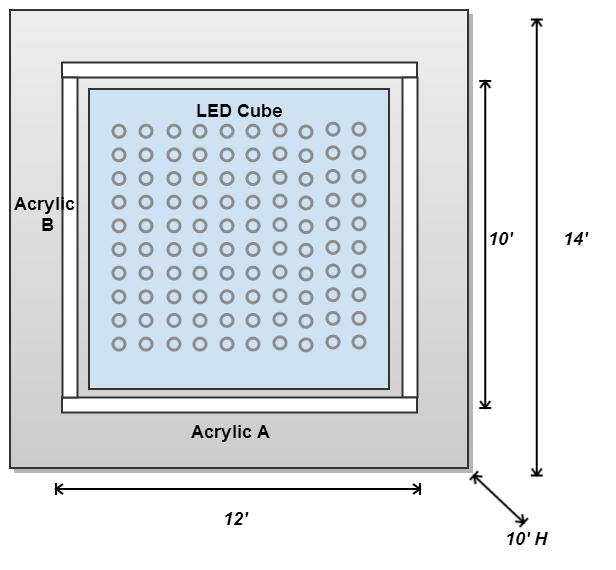 LED Cube
Acrylic
B
10'
14'
Acrylic A
12'
10' H